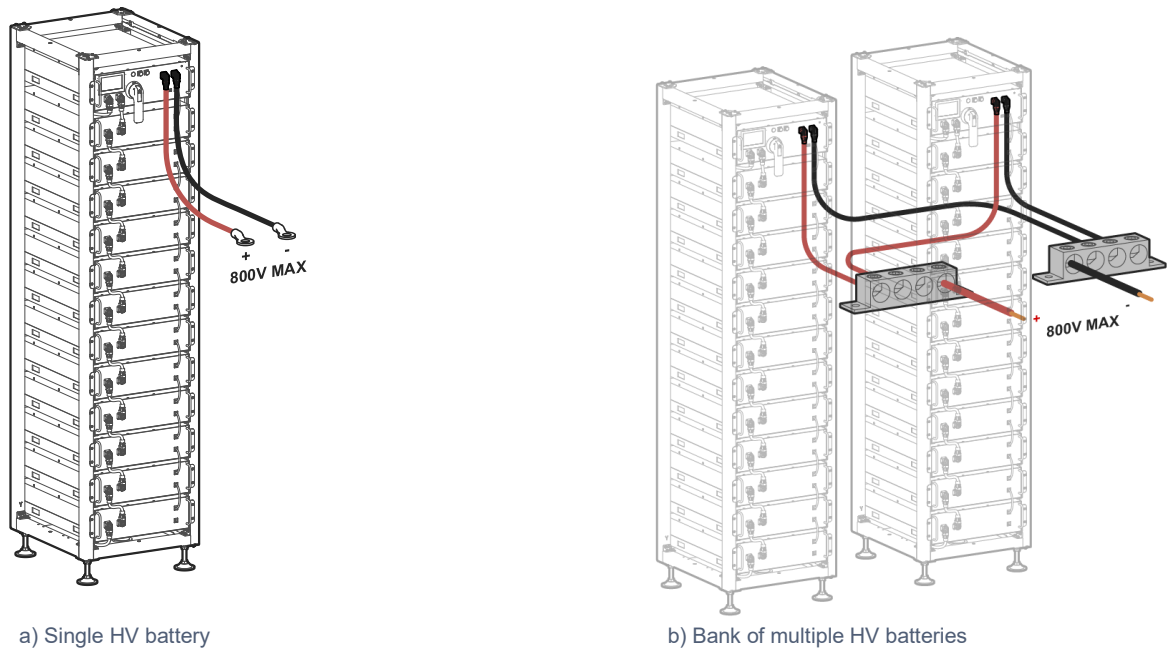 +
-
800V MAX
+
-
800V MAX
a) Single HV battery
b) Bank of multiple HV batteries